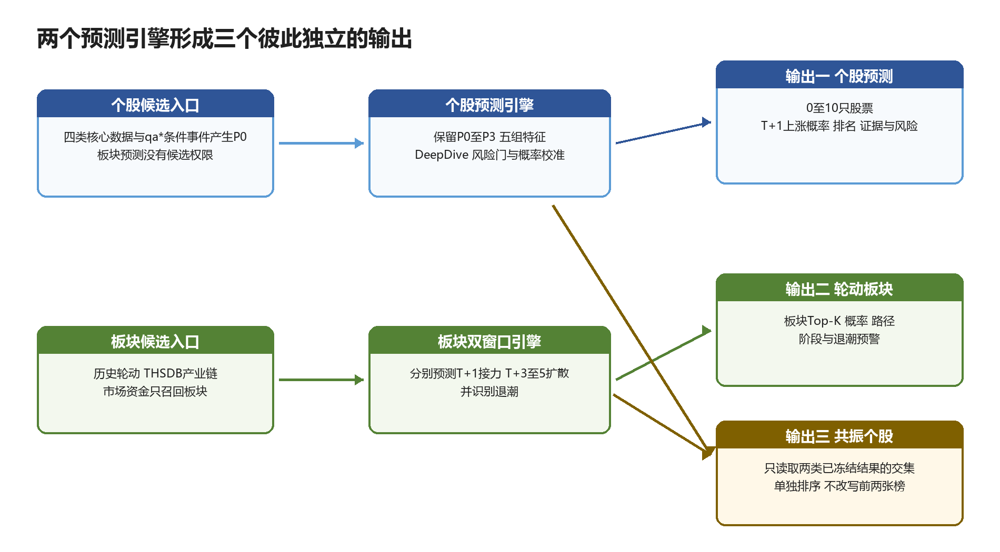 两个预测引擎形成三个彼此独立的输出
个股候选入口
四类核心数据与qa*条件事件产生P0
板块预测没有候选权限
个股预测引擎
保留P0至P3 五组特征
DeepDive 风险门与概率校准
输出一 个股预测
0至10只股票
T+1上涨概率 排名 证据与风险
板块候选入口
历史轮动 THSDB产业链
市场资金只召回板块
板块双窗口引擎
分别预测T+1接力 T+3至5扩散
并识别退潮
输出二 轮动板块
板块Top-K 概率 路径
阶段与退潮预警
输出三 共振个股
只读取两类已冻结结果的交集
单独排序 不改写前两张榜